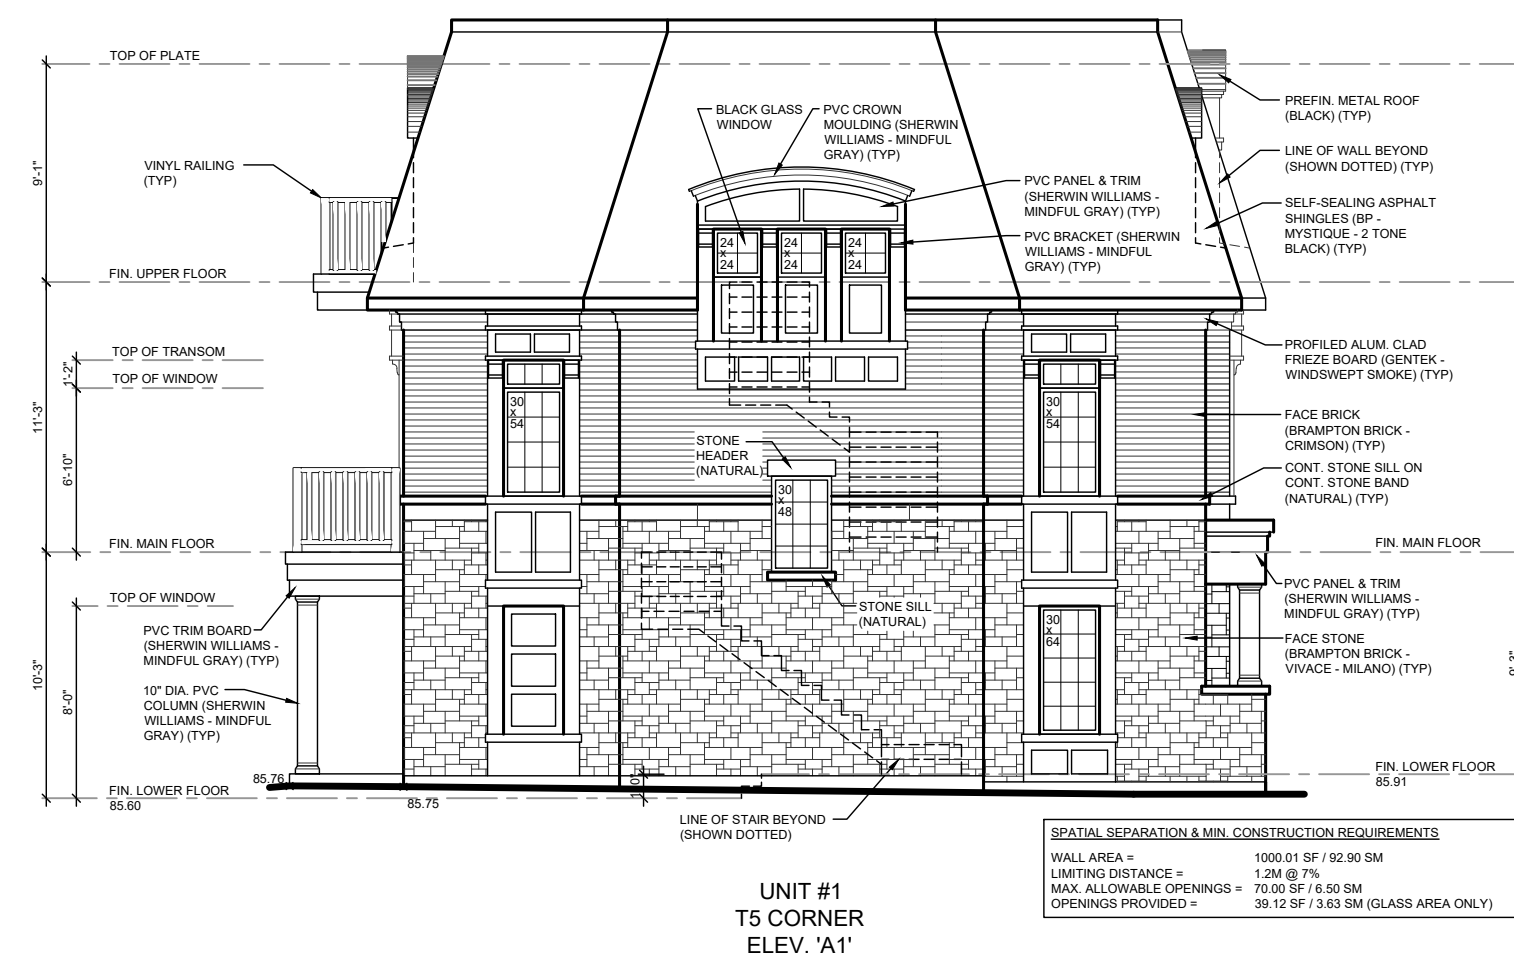 TOP OF PLATE
9'-1"
VINYL RAILING
(TYP)
FIN. UPPER FLOOR
TOP OF TRANSOM
1'-2"
TOP OF WINDOW
11'-3"
6'-10"
FIN. MAIN FLOOR
TOP OF WINDOW
PVC TRIM BOARD
(SHERWIN WILLIAMS -
MINDFUL GRAY) (TYP)
10'-3"
8'-0"
10" DIA. PVC
COLUMN (SHERWIN
WILLIAMS - MINDFUL
GRAY) (TYP)
85.76
FIN. LOWER FLOOR
85.60
85.75
BLACK GLASS
WINDOW
PVC CROWN
MOULDING (SHERWIN
WILLIAMS - MINDFUL
GRAY) (TYP)
PVC PANEL & TRIM
(SHERWIN WILLIAMS -
MINDFUL GRAY) (TYP)
PVC BRACKET (SHERWIN
WILLIAMS - MINDFUL
GRAY) (TYP)
24
x
24
24
x
24
24
x
24
30
x
54
30
x
54
STONE
HEADER
(NATURAL)
30
x
48
STONE SILL
(NATURAL)
30
x
64
LINE OF STAIR BEYOND
(SHOWN DOTTED)
PREFIN. METAL ROOF
(BLACK) (TYP)
LINE OF WALL BEYOND
(SHOWN DOTTED) (TYP)
SELF-SEALING ASPHALT
SHINGLES (BP -
MYSTIQUE - 2 TONE
BLACK) (TYP)
PROFILED ALUM. CLAD
FRIEZE BOARD (GENTEK -
WINDSWEPT SMOKE) (TYP)
FACE BRICK
(BRAMPTON BRICK -
CRIMSON) (TYP)
CONT. STONE SILL ON
CONT. STONE BAND
(NATURAL) (TYP)
FIN. MAIN FLOOR
PVC PANEL & TRIM
(SHERWIN WILLIAMS -
MINDFUL GRAY) (TYP)
FACE STONE
(BRAMPTON BRICK -
VIVACE - MILANO) (TYP)
FIN. LOWER FLOOR
85.91
SPATIAL SEPARATION & MIN. CONSTRUCTION REQUIREMENTS
WALL AREA = 1000.01 SF / 92.90 SM
LIMITING DISTANCE = 1.2M @ 7%
MAX. ALLOWABLE OPENINGS = 70.00 SF / 6.50 SM
OPENINGS PROVIDED = 39.12 SF / 3.63 SM (GLASS AREA ONLY)
UNIT #1
T5 CORNER
ELEV. 'A1'